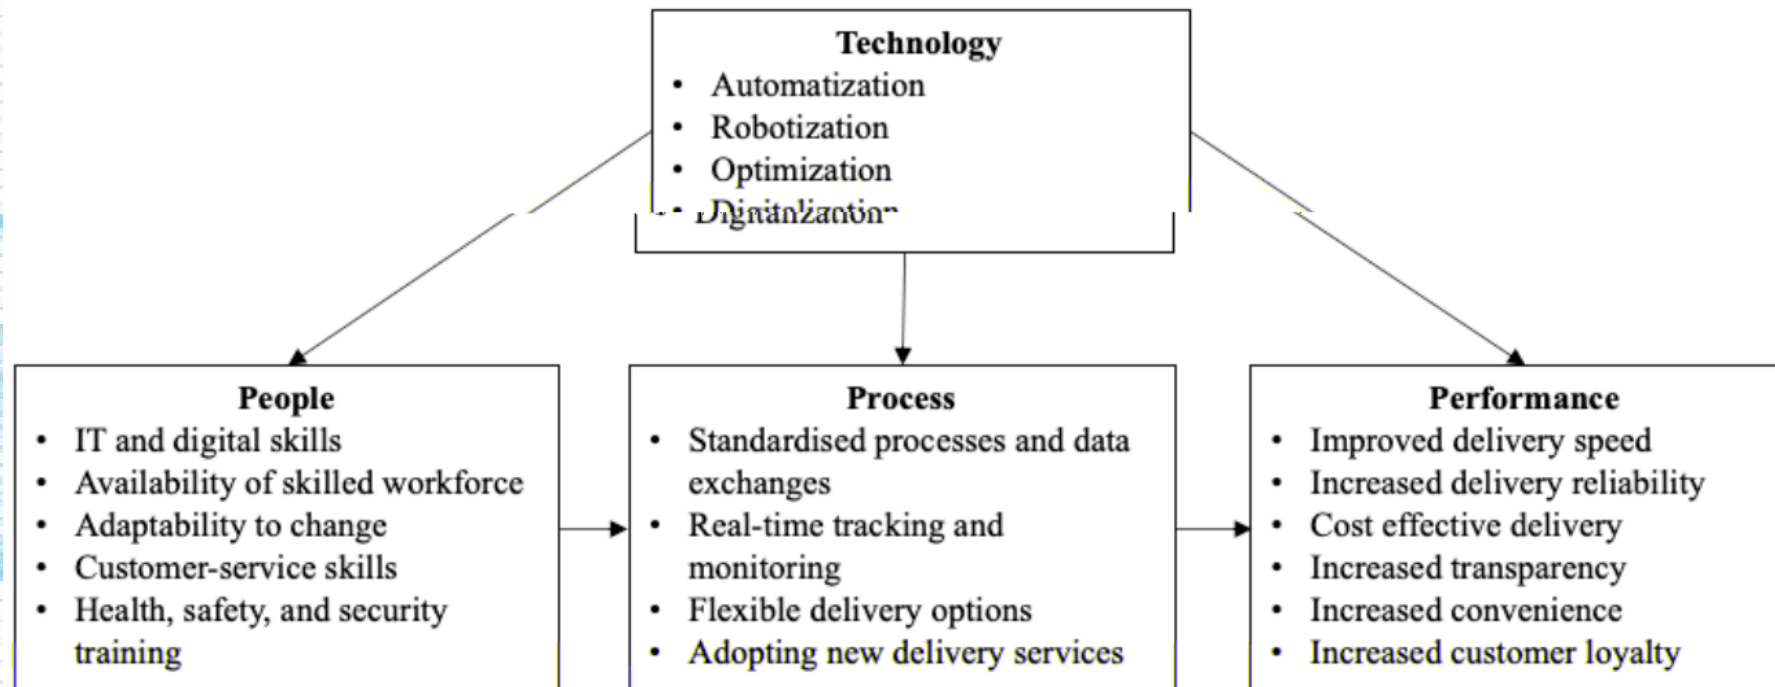 Technology
• Automatization
• Robotization
• Optimization
• Digitalization
People
• IT and digital skills
• Availability of skilled workforce
• Adaptability to change
• Customer-service skills
• Health, safety, and security
training
Process
• Standardised processes and data
exchanges
• Real-time tracking and
monitoring
• Flexible delivery options
• Adopting new delivery services
Performance
• Improved delivery speed
• Increased delivery reliability
• Cost effective delivery
• Increased transparency
• Increased convenience
• Increased customer loyalty